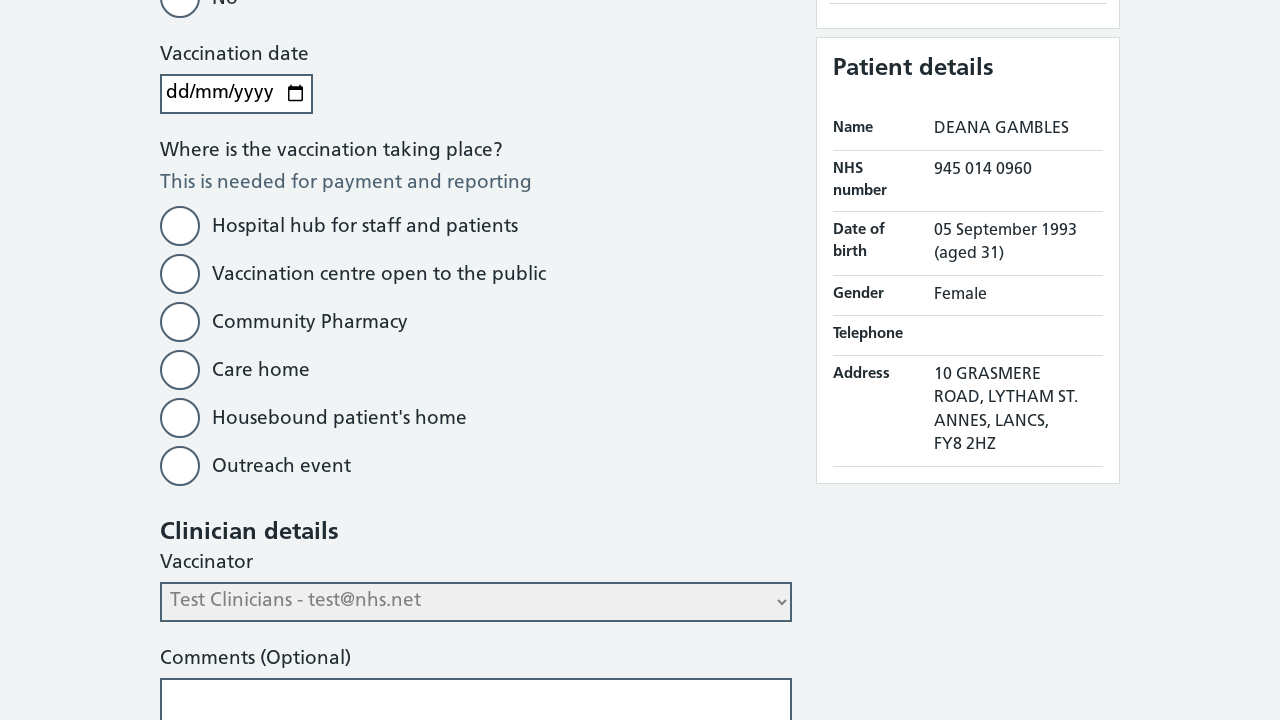 No
Vaccination date
dd/mm/yyyy
Where is the vaccination taking place?
This is needed for payment and reporting
Hospital hub for staff and patients
Vaccination centre open to the public
Community Pharmacy
Care home
Housebound patient's home
Outreach event
Clinician details
Vaccinator
Test Clinicians - test@nhs.net
Comments (Optional)
Patient details
Name DEANA GAMBLES
NHS number 945 014 0960
Date of birth 05 September 1993 (aged 31)
Gender Female
Telephone
Address 10 GRASMERE
ROAD, LYTHAM ST.
ANNES, LANCS,
FY8 2HZ